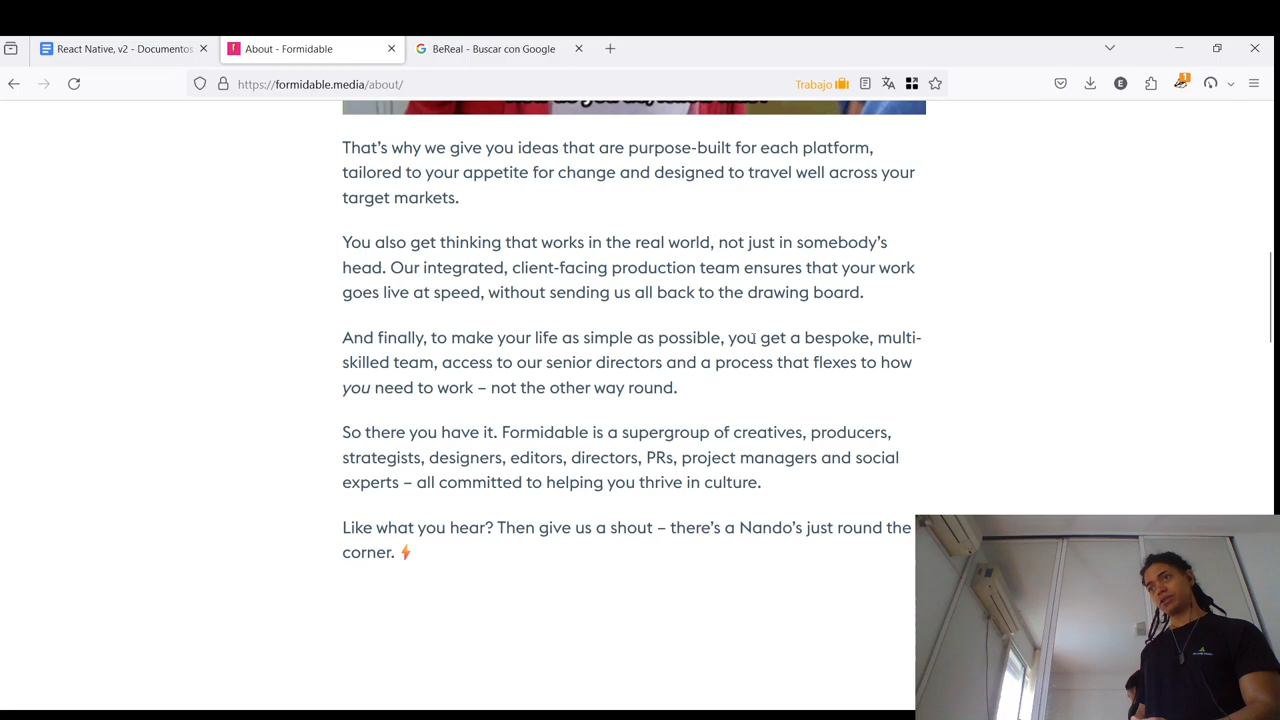 React Native, v2 - Documentos
About - Formidable
BeReal - Buscar con Google
https://formidable.media/about/
Trabajo
E
1
That's why we give you ideas that are purpose-built for each platform,
tailored to your appetite for change and designed to travel well across your
target markets.
You also get thinking that works in the real world, not just in somebody's
head. Our integrated, client-facing production team ensures that your work
goes live at speed, without sending us all back to the drawing board.
And finally, to make your life as simple as possible, you get a bespoke, multi-
skilled team, access to our senior directors and a process that flexes to how
you need to work – not the other way round.
So there you have it. Formidable is a supergroup of creatives, producers,
strategists, designers, editors, directors, PRs, project managers and social
experts – all committed to helping you thrive in culture.
Like what you hear? Then give us a shout – there's a Nando's just round the
corner.